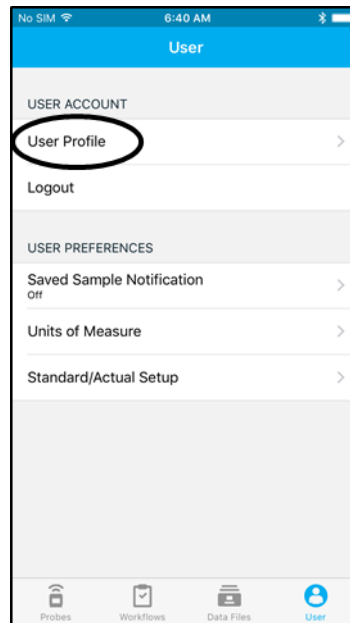 No SIM 6:40 AM
User
USER ACCOUNT
User Profile
Logout
USER PREFERENCES
Saved Sample Notification
Off
Units of Measure
Standard/Actual Setup
Probes Workflows Data Files User